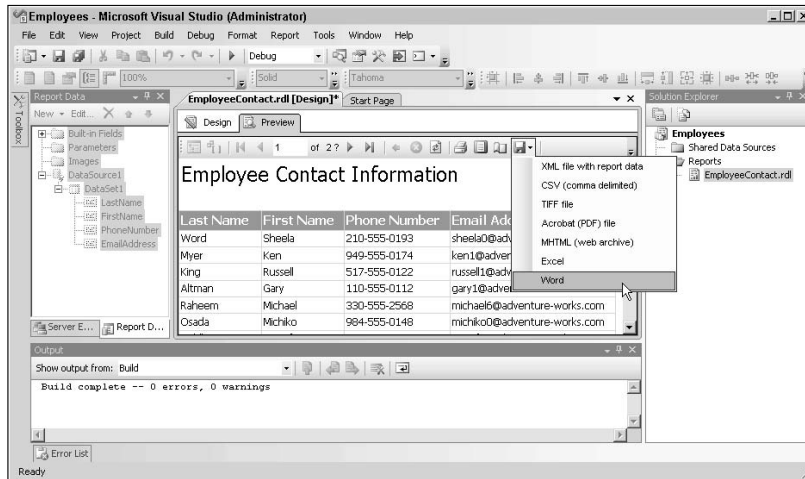 Employees - Microsoft Visual Studio (Administrator)
File Edit View Project Build Debug Format Report Tools Window Help
Debug
100% Solid Tahoma
Toolbox
Report Data
New Edit...
Built-in Fields
Parameters
Images
DataSource1
DataSet1
LastName
FirstName
PhoneNumber
EmailAddress
Server E... Report D...
EmployeeContact.rdl [Design]* Start Page
Design Preview
1 of 2?
Employee Contact Information
Last Name First Name Phone Number Email Add
Word Sheela 210-555-0193 sheela0@adv
Myer Ken 949-555-0174 ken1@adver
King Russell 517-555-0122 russell1@adv
Altman Gary 110-555-0112 gary1@adve
Raheem Michael 330-555-2568 michael6@adventure-works.com
Osada Michiko 984-555-0148 michiko0@adventure-works.com
XML file with report data
CSV (comma delimited)
TIFF file
Acrobat (PDF) file
MHTML (web archive)
Excel
Word
Solution Explorer
Employees
Shared Data Sources
Reports
EmployeeContact.rdl
Output
Show output from: Build
Build complete -- 0 errors, 0 warnings
Error List
Ready